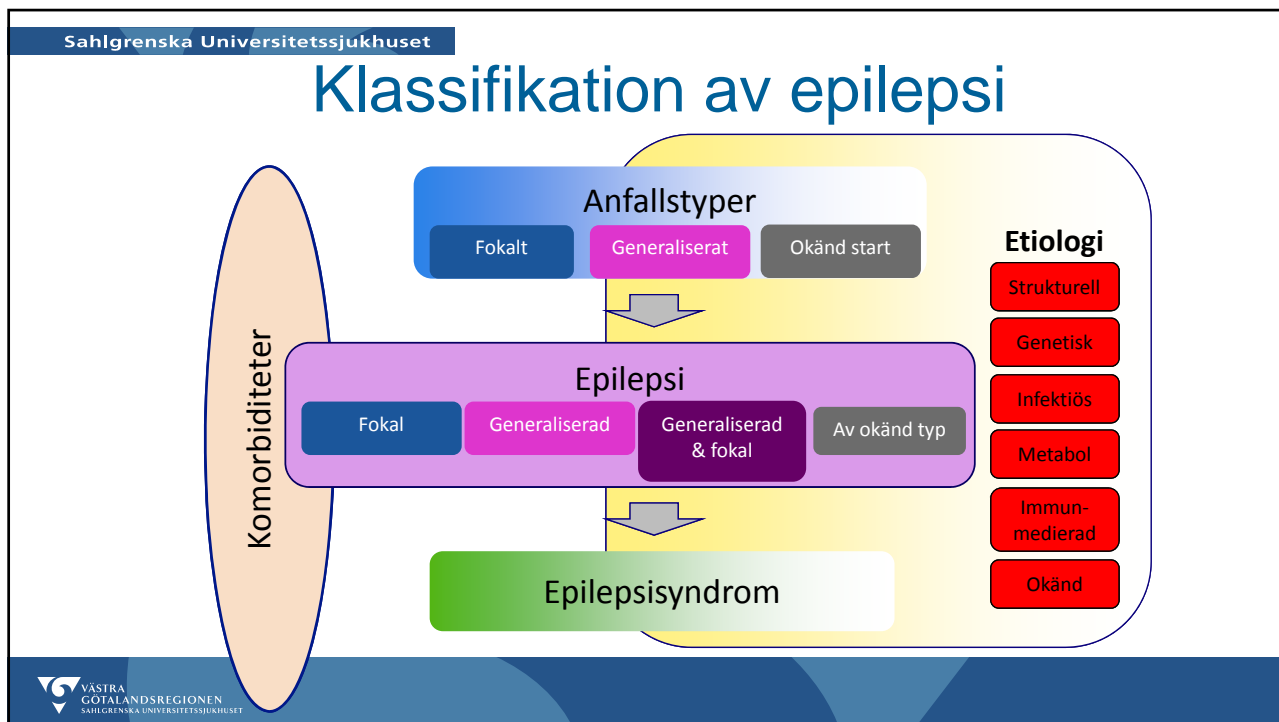 Sahlgrenska Universitetssjukhuset
Klassifikation av epilepsi
Anfallstyper
Fokalt
Generaliserat
Okänd start
Komorbiditeter
Epilepsi
Fokal
Generaliserad
Generaliserad
& fokal
Av okänd typ
Epilepsisyndrom
Etiologi
Strukturell
Genetisk
Infektiös
Metabol
Immun-
medierad
Okänd
VÄSTRA
GÖTALANDSREGIONEN
SAHLGRENSKA UNIVERSITETSSJUKHUSET